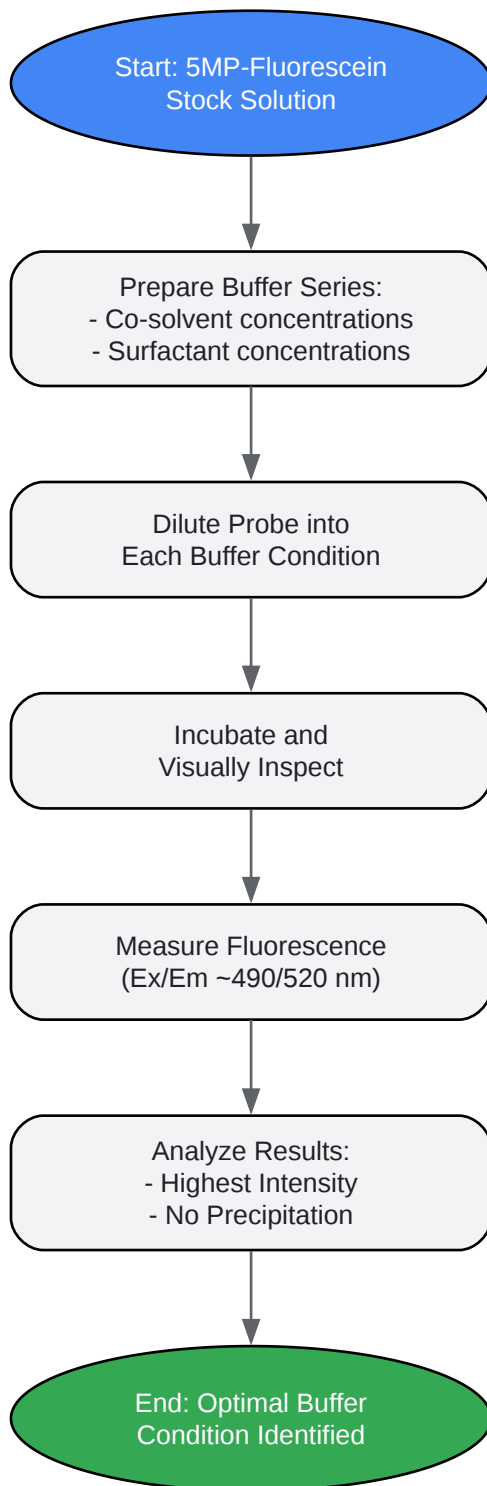 Start: 5MP-Fluorescein
Stock Solution
Prepare Buffer Series:
- Co-solvent concentrations
- Surfactant concentrations
Dilute Probe into
Each Buffer Condition
Incubate and
Visually Inspect
Measure Fluorescence
(Ex/Em ~490/520 nm)
Analyze Results:
- Highest Intensity
- No Precipitation
End: Optimal Buffer
Condition Identified